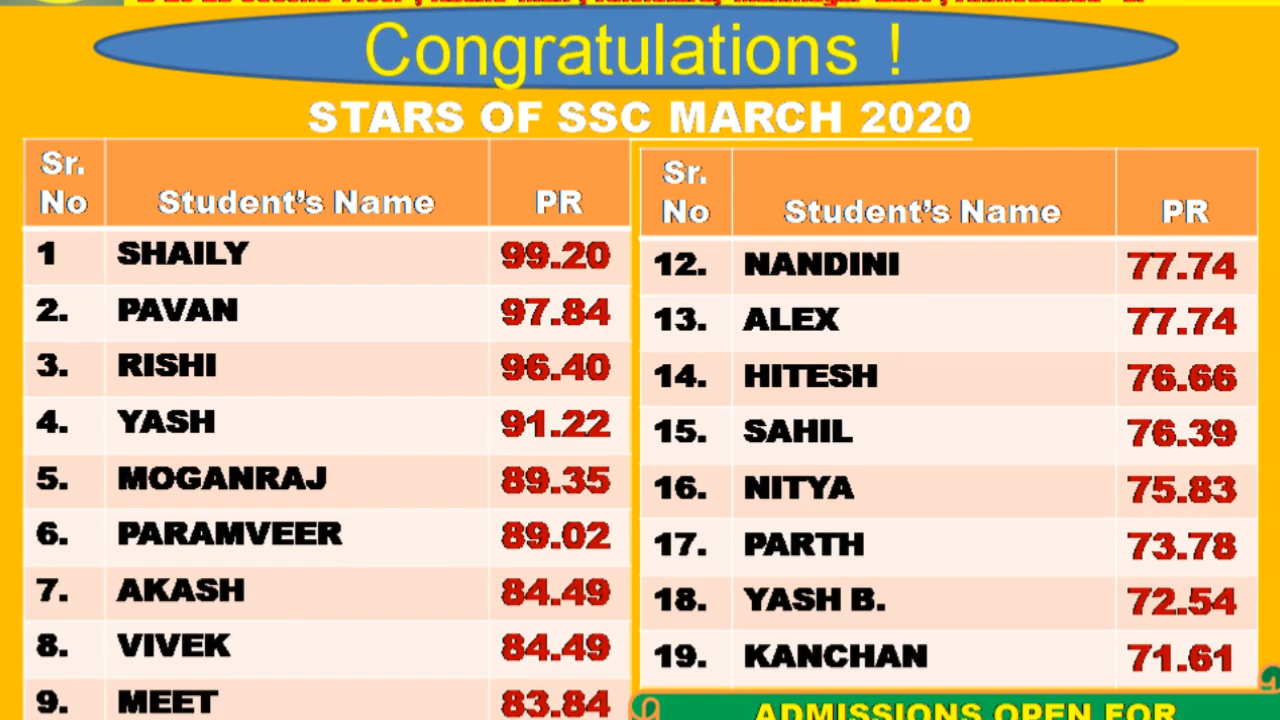 Congratulations !
STARS OF SSC MARCH 2020
Sr. No Student's Name PR
1 SHAILY 99.20
2. PAVAN 97.84
3. RISHI 96.40
4. YASH 91.22
5. MOGANRAJ 89.35
6. PARAMVEER 89.02
7. AKASH 84.49
8. VIVEK 84.49
9. MEET 83.84
Sr. No Student's Name PR
12. NANDINI 77.74
13. ALEX 77.74
14. HITESH 76.66
15. SAHIL 76.39
16. NITYA 75.83
17. PARTH 73.78
18. YASH B. 72.54
19. KANCHAN 71.61
ADMISSIONS OPEN FOR